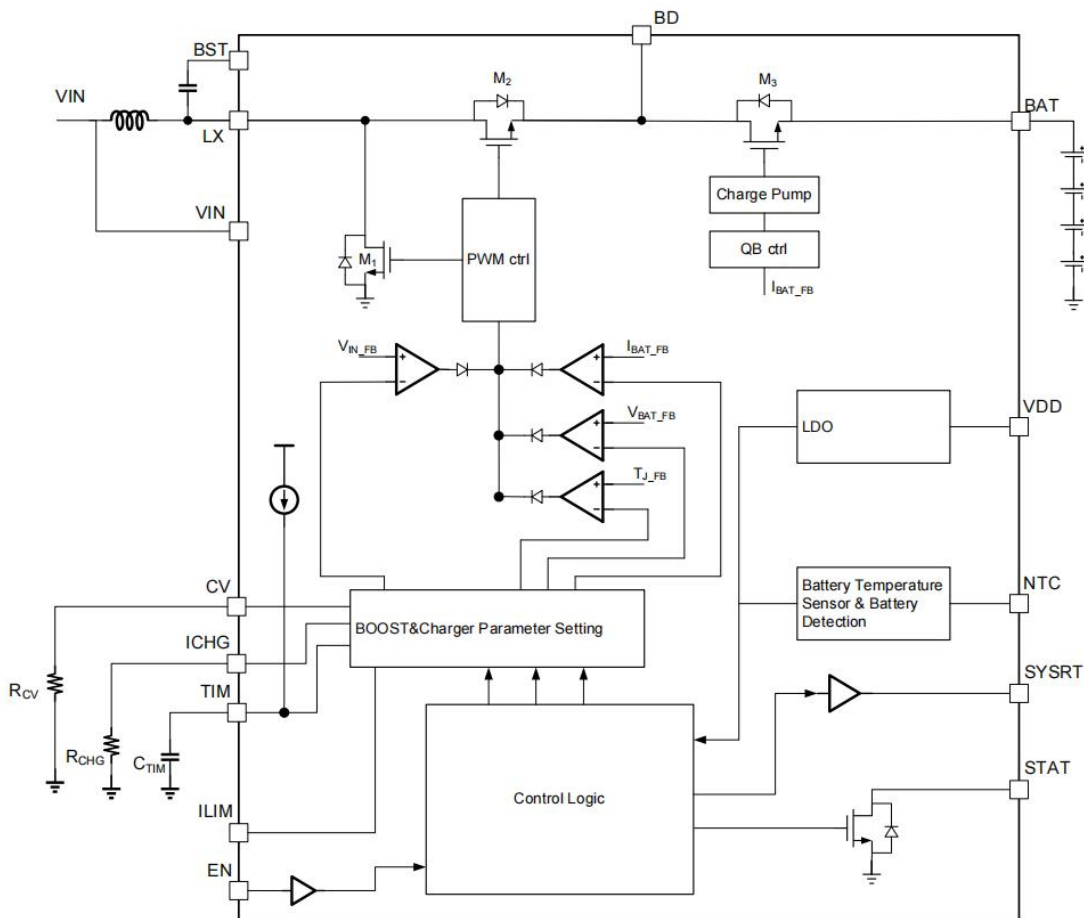 BD
BST
M2
M3
VIN
BAT
LX
VIN
Charge Pump
M1
PWM ctrl
QB ctrl
IBAT_FB
VIN_FB
IBAT_FB
VBAT_FB
VDD
LDO
TJ_FB
CV
Battery Temperature
Sensor & Battery
Detection
NTC
BOOST&Charger Parameter Setting
ICHG
SYSRT
RCV
TIM
RCHG
CTIM
STAT
Control Logic
ILIM
EN
+
-
+
-
+
-
+
-
+
-
+
-
+
-
+
-